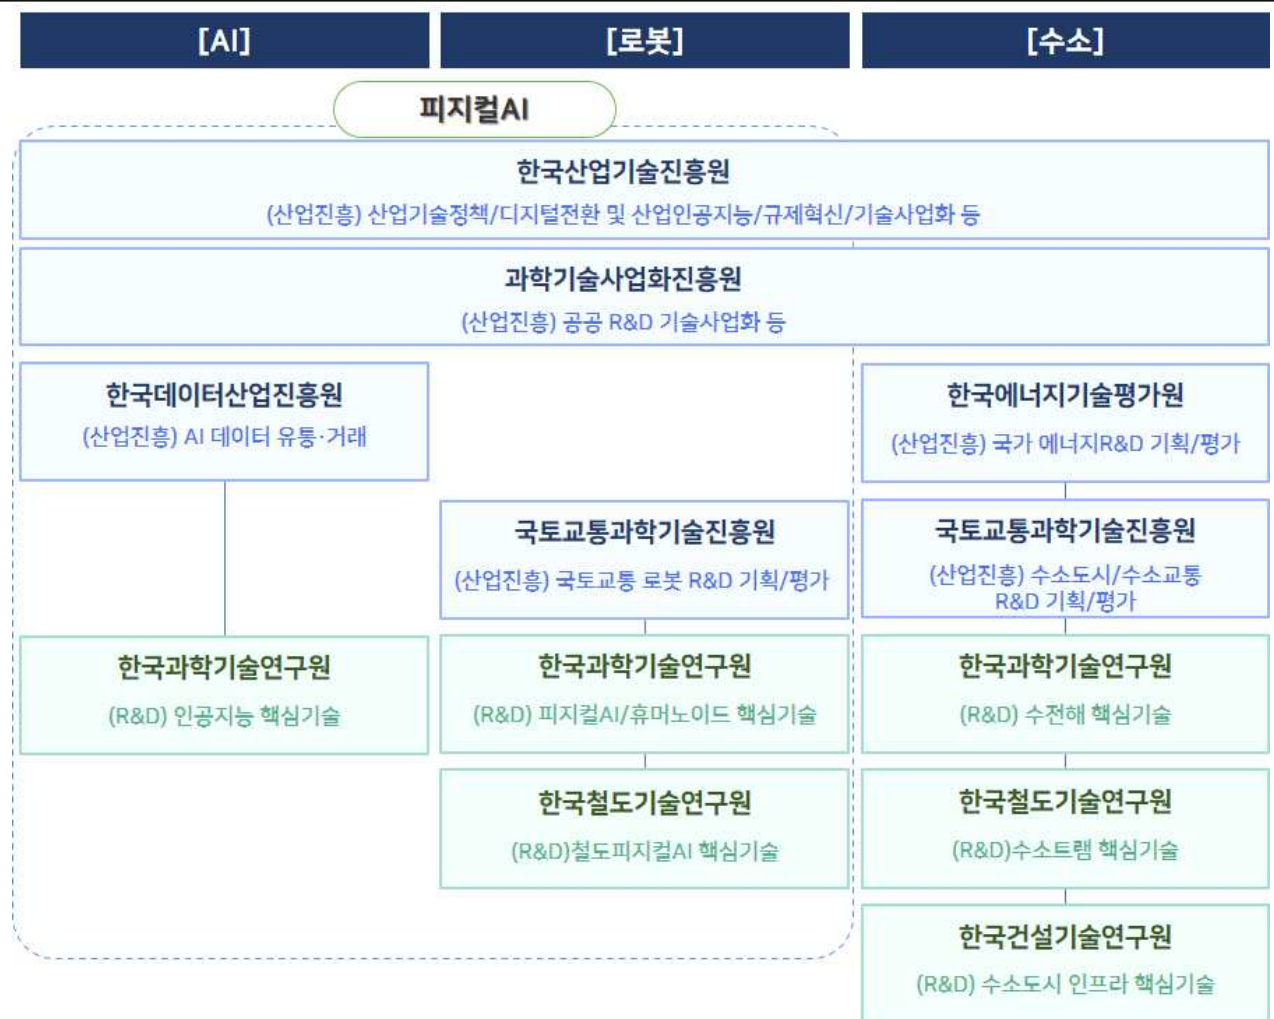 [AI]
[로봇]
[수소]
피지컬AI
한국산업기술진흥원
(산업진흥) 산업기술정책/디지털전환 및 산업인공지능/규제혁신/기술사업화 등
과학기술사업화진흥원
(산업진흥) 공공 R&D 기술사업화 등
한국데이터산업진흥원
(산업진흥) AI 데이터 유통·거래
한국에너지기술평가원
(산업진흥) 국가 에너지R&D 기획/평가
국토교통과학기술진흥원
(산업진흥) 국토교통 로봇 R&D 기획/평가
국토교통과학기술진흥원
(산업진흥) 수소도시/수소교통
R&D 기획/평가
한국과학기술연구원
(R&D) 인공지능 핵심기술
한국과학기술연구원
(R&D) 피지컬AI/휴머노이드 핵심기술
한국과학기술연구원
(R&D) 수전해 핵심기술
한국철도기술연구원
(R&D)철도피지컬AI 핵심기술
한국철도기술연구원
(R&D)수소트램 핵심기술
한국건설기술연구원
(R&D) 수소도시 인프라 핵심기술